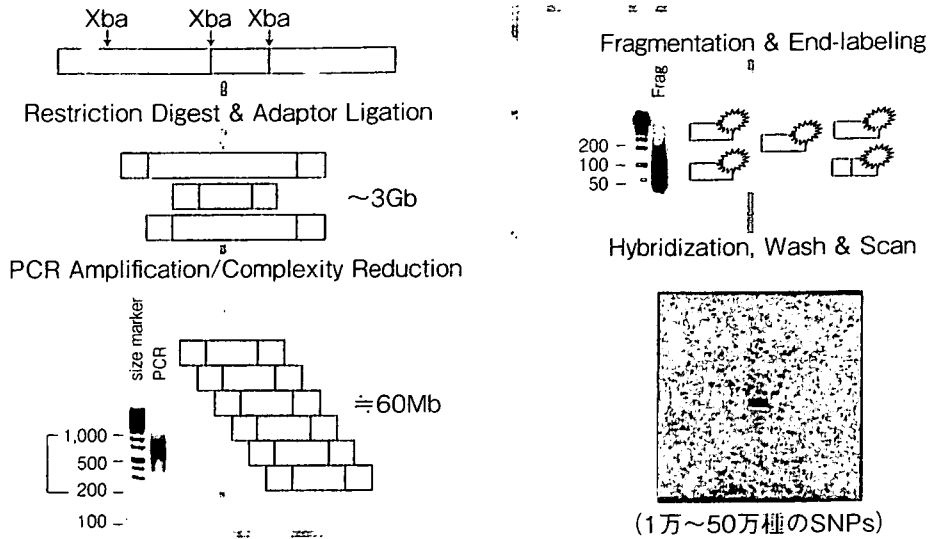 Xba Xba Xba
Restriction Digest & Adaptor Ligation
～3Gb
PCR Amplification/Complexity Reduction
size marker
PCR
≒60Mb
1,000
500
200
100
Fragmentation & End-labeling
Frag
200
100
50
Hybridization, Wash & Scan
(1万～50万種のSNPs)